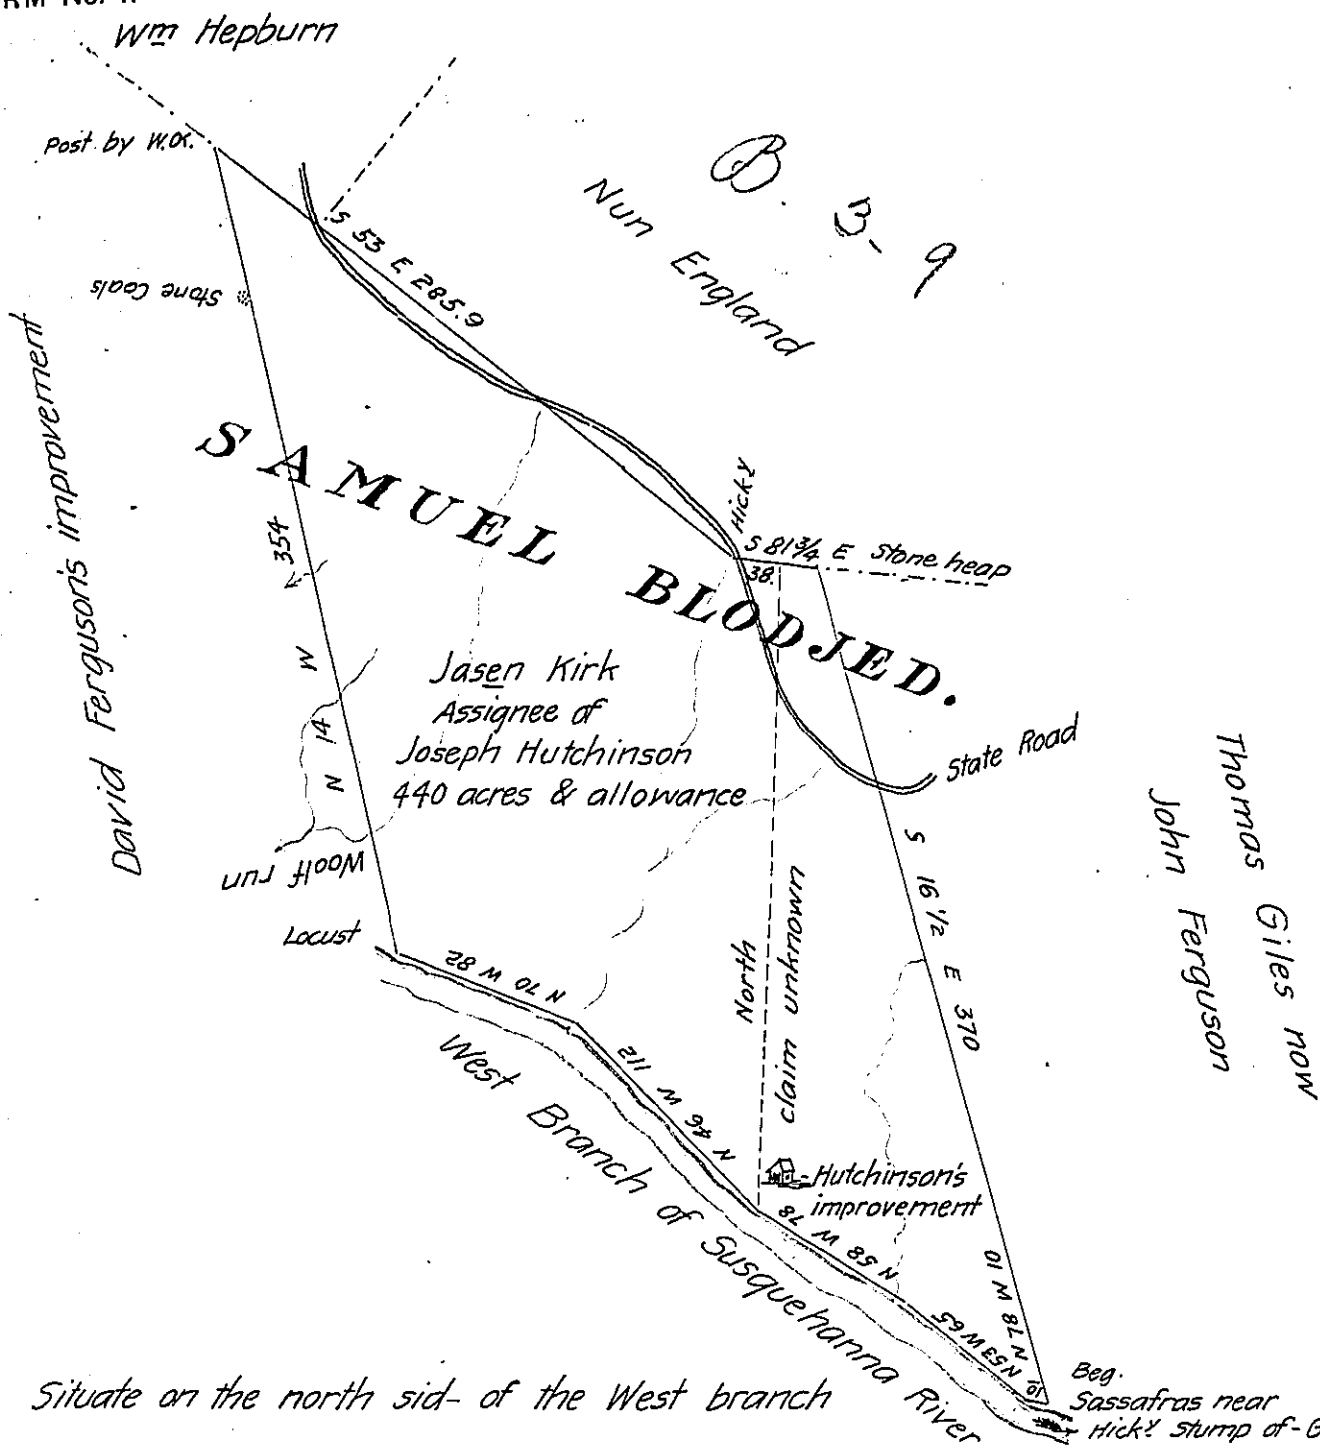 Wm Hepburn
Post by W.K.
B. 3-9
Nun England
Stone Coals
S 53 E 285.9
David Ferguson's improvement
SAMUEL BLODJED.
Hicky
S 81¾ E Stone heap
38.
N 14 W 354
Jasen Kirk
Assignee of
Joseph Hutchinson
440 acres & allowance
State Road
Thomas Giles now
John Ferguson
Woolf run
Locust
S 16½ E 370
North
claim unknown
N 70 W 82
N 46 W 112
West Branch of Susquehanna River
Hutchinson's
improvement
N 58 W 78
N 53 W 65
N 78 W 10
10
Beg.
Sassafras near
Hicky Stump of-G
Situate on the north sid- of the West branch